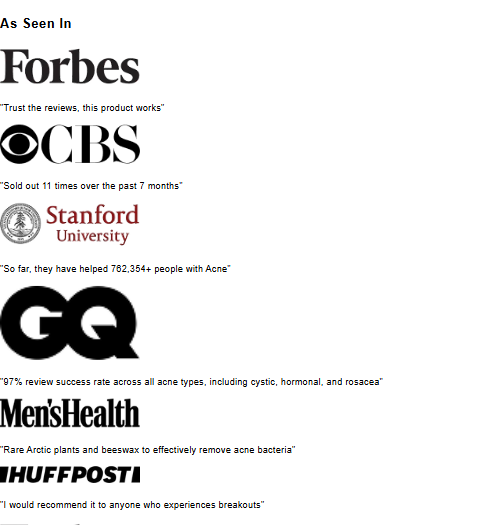 As Seen In
Forbes
"Trust the reviews, this product works"
CBS
"Sold out 11 times over the past 7 months"
Stanford
University
"So far, they have helped 762,354+ people with Acne"
GQ
"97% review success rate across all acne types, including cystic, hormonal, and rosacea"
Men'sHealth
"Rare Arctic plants and beeswax to effectively remove acne bacteria"
HUFFPOST
"I would recommend it to anyone who experiences breakouts"